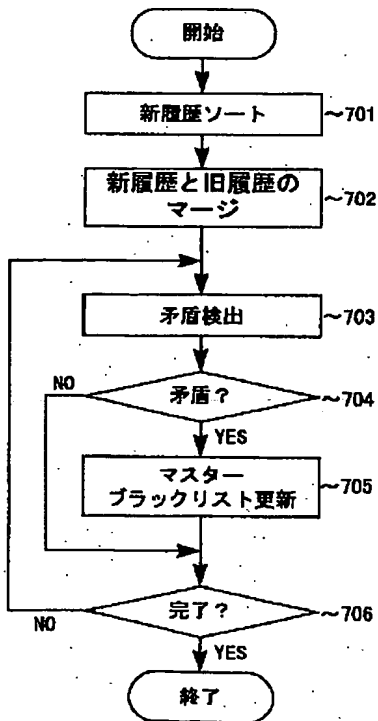 開始
新履歴ソート
~701
新履歴と旧履歴の
マージ
~702
矛盾検出
~703
矛盾?
~704
NO
YES
マスター
ブラックリスト更新
~705
完了?
~706
NO
YES
終了